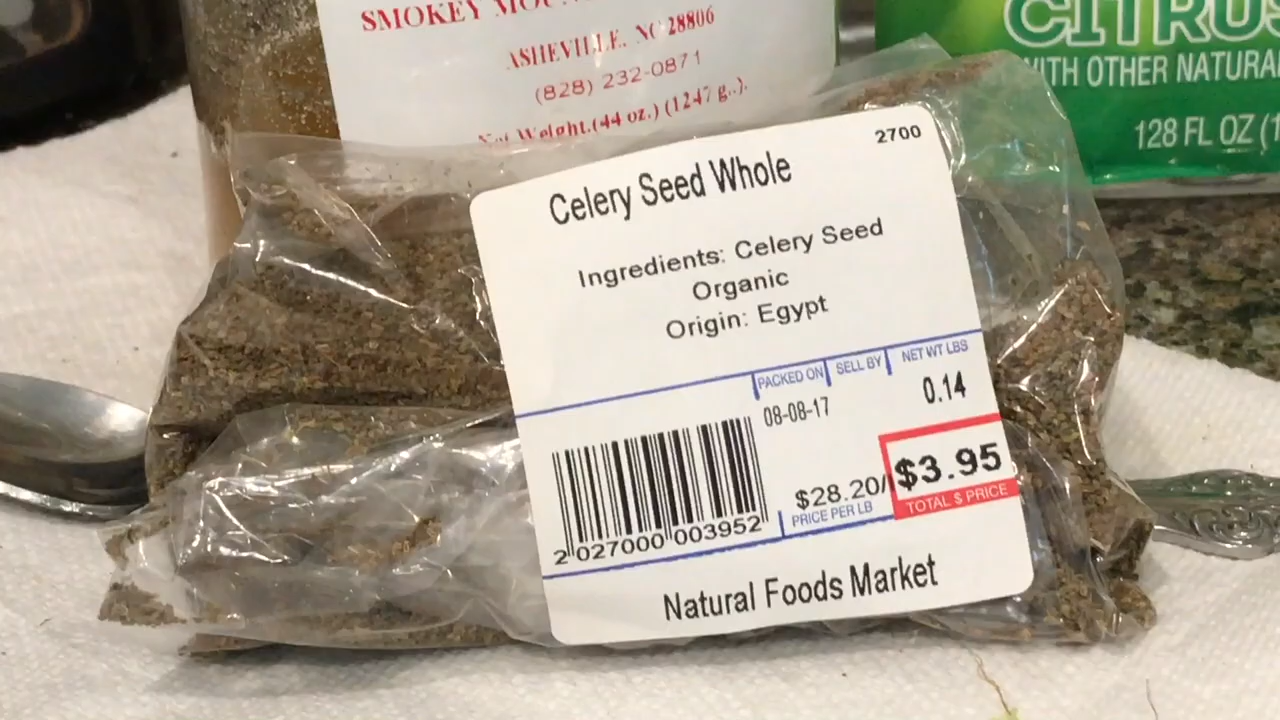 SMOKEY
ASHEVILLE, NC 28806
(828) 232-0871
Net Weight.(44 oz.) (1247 g..).
CITRUS
WITH OTHER NATURAL
128 FL OZ (1
2700
Celery Seed Whole
Ingredients: Celery Seed
Organic
Origin: Egypt
PACKED ON SELL BY NET WT LBS
08-08-17 0.14
$28.20/ $3.95
PRICE PER LB TOTAL $ PRICE
2 027000 003952
Natural Foods Market